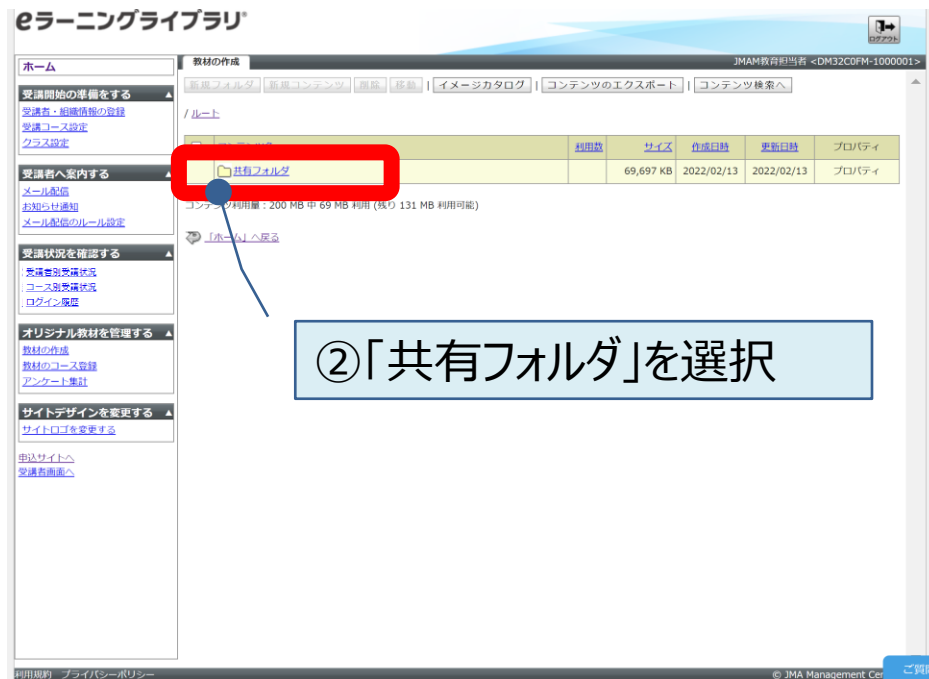 eラーニングライブラリ®
ログアウト
ホーム
教材の作成
JMAM教育担当者 <DM32C0FM-1000001>
新規フォルダ 新規コンテンツ 削除 移動 | イメージカタログ | コンテンツのエクスポート | コンテンツ検索へ
/ ルート
利用数 サイズ 作成日時 更新日時 プロパティ
共有フォルダ 69,697 KB 2022/02/13 2022/02/13 プロパティ
コンテンツ利用量 : 200 MB 中 69 MB 利用 (残り 131 MB 利用可能)
「ホーム」へ戻る
受講開始の準備をする ▲
受講者・組織情報の登録
受講コース設定
クラス設定
受講者へ案内する ▲
メール配信
お知らせ通知
メール配信のルール設定
受講状況を確認する ▲
受講者別受講状況
コース別受講状況
ログイン履歴
オリジナル教材を管理する ▲
教材の作成
教材のコース登録
アンケート集計
サイトデザインを変更する ▲
サイトロゴを変更する
申込サイトへ
受講者画面へ
②「共有フォルダ」を選択
利用規約 プライバシーポリシー
© JMA Management Cer
ご質